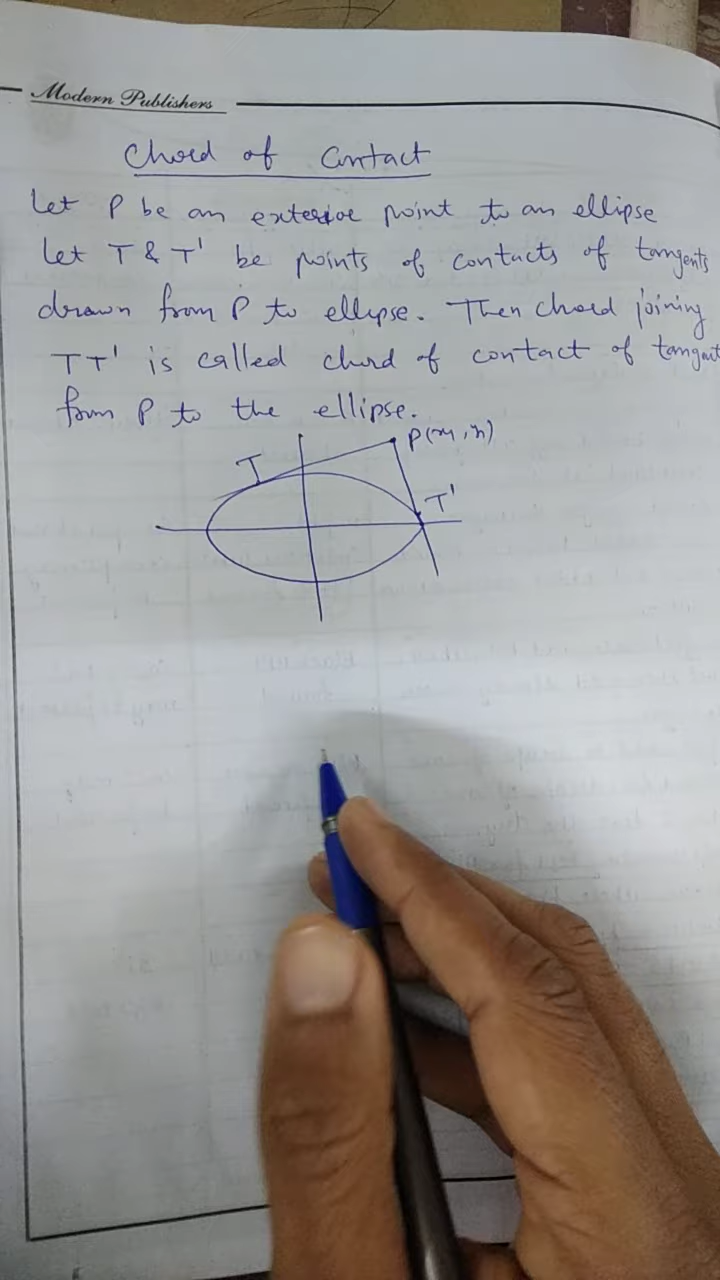 Modern Publishers
Chord of Contact
Let P be an exterior point to an ellipse
Let T & T' be points of contacts of tangents
drawn from P to ellipse. Then chord joining
TT' is called chord of contact of tangent
from P to the ellipse.
P(x1, y1)
T
T'